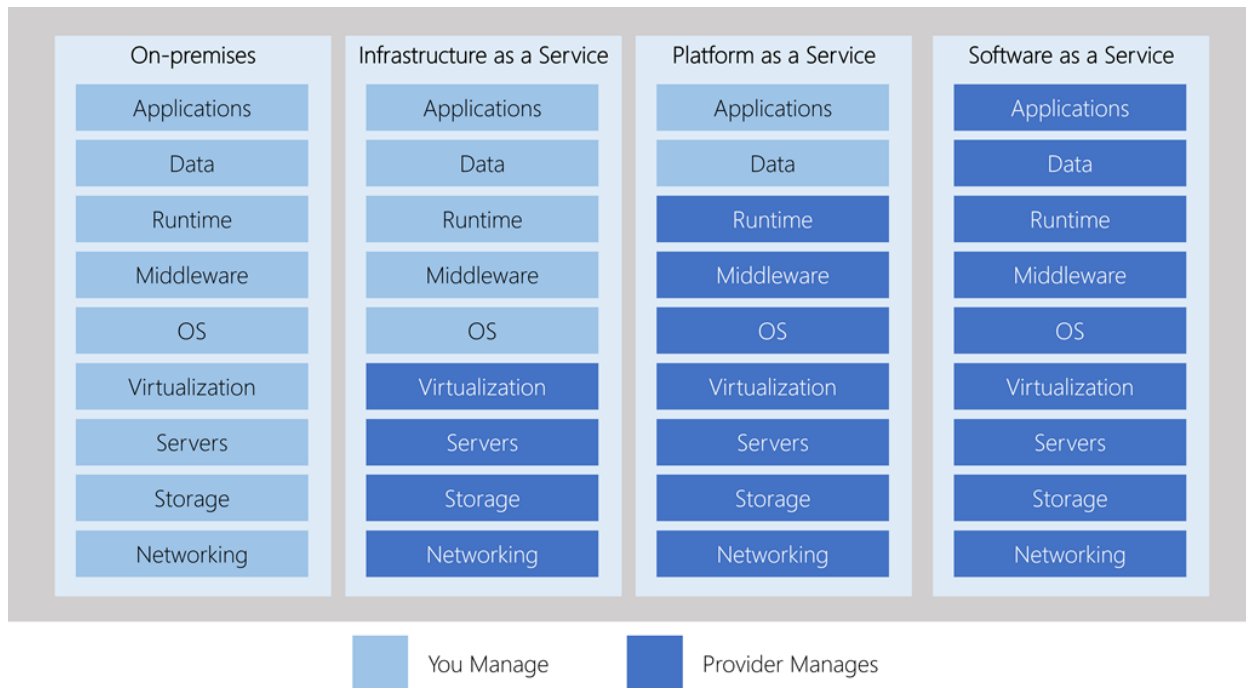 On-premises
Applications
Data
Runtime
Middleware
OS
Virtualization
Servers
Storage
Networking
Infrastructure as a Service
Applications
Data
Runtime
Middleware
OS
Virtualization
Servers
Storage
Networking
Platform as a Service
Applications
Data
Runtime
Middleware
OS
Virtualization
Servers
Storage
Networking
Software as a Service
Applications
Data
Runtime
Middleware
OS
Virtualization
Servers
Storage
Networking
You Manage
Provider Manages